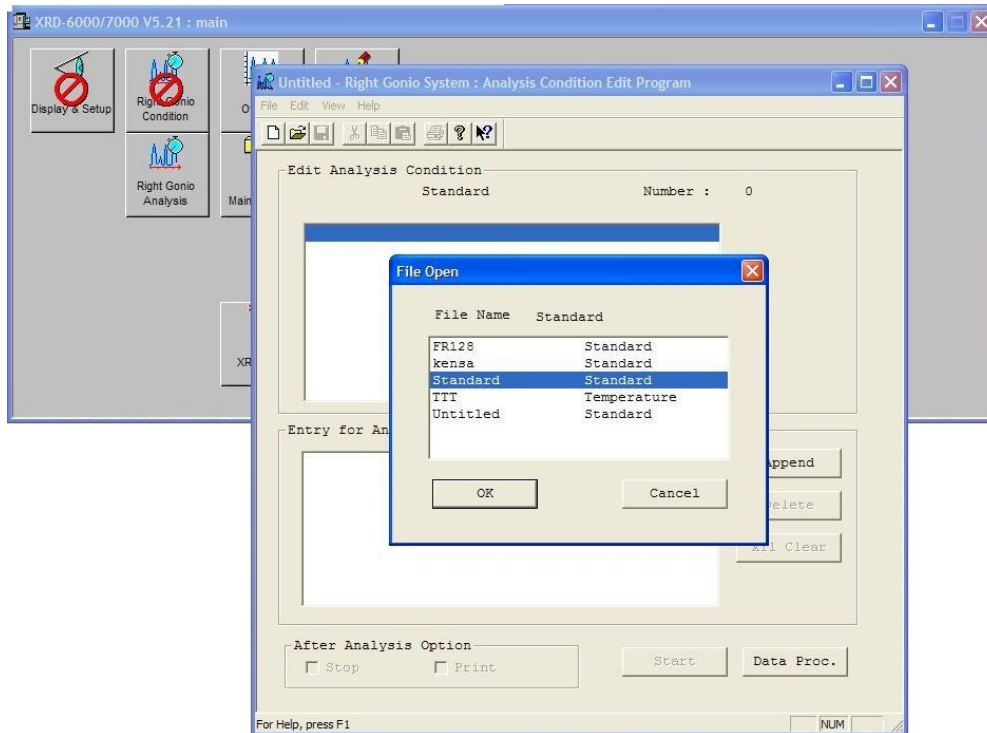 XRD-6000/7000 V5.21 : main
Display & Setup
Right Gonio
Condition
Right Gonio
Analysis
Main
XR
Untitled - Right Gonio System : Analysis Condition Edit Program
File Edit View Help
Edit Analysis Condition
Standard Number : 0
File Open
File Name Standard
FR128 Standard
kensa Standard
Standard Standard
TTT Temperature
Untitled Standard
OK Cancel
Entry for An
Append
Delete
All Clear
After Analysis Option
Stop Print Start Data Proc.
For Help, press F1 NUM